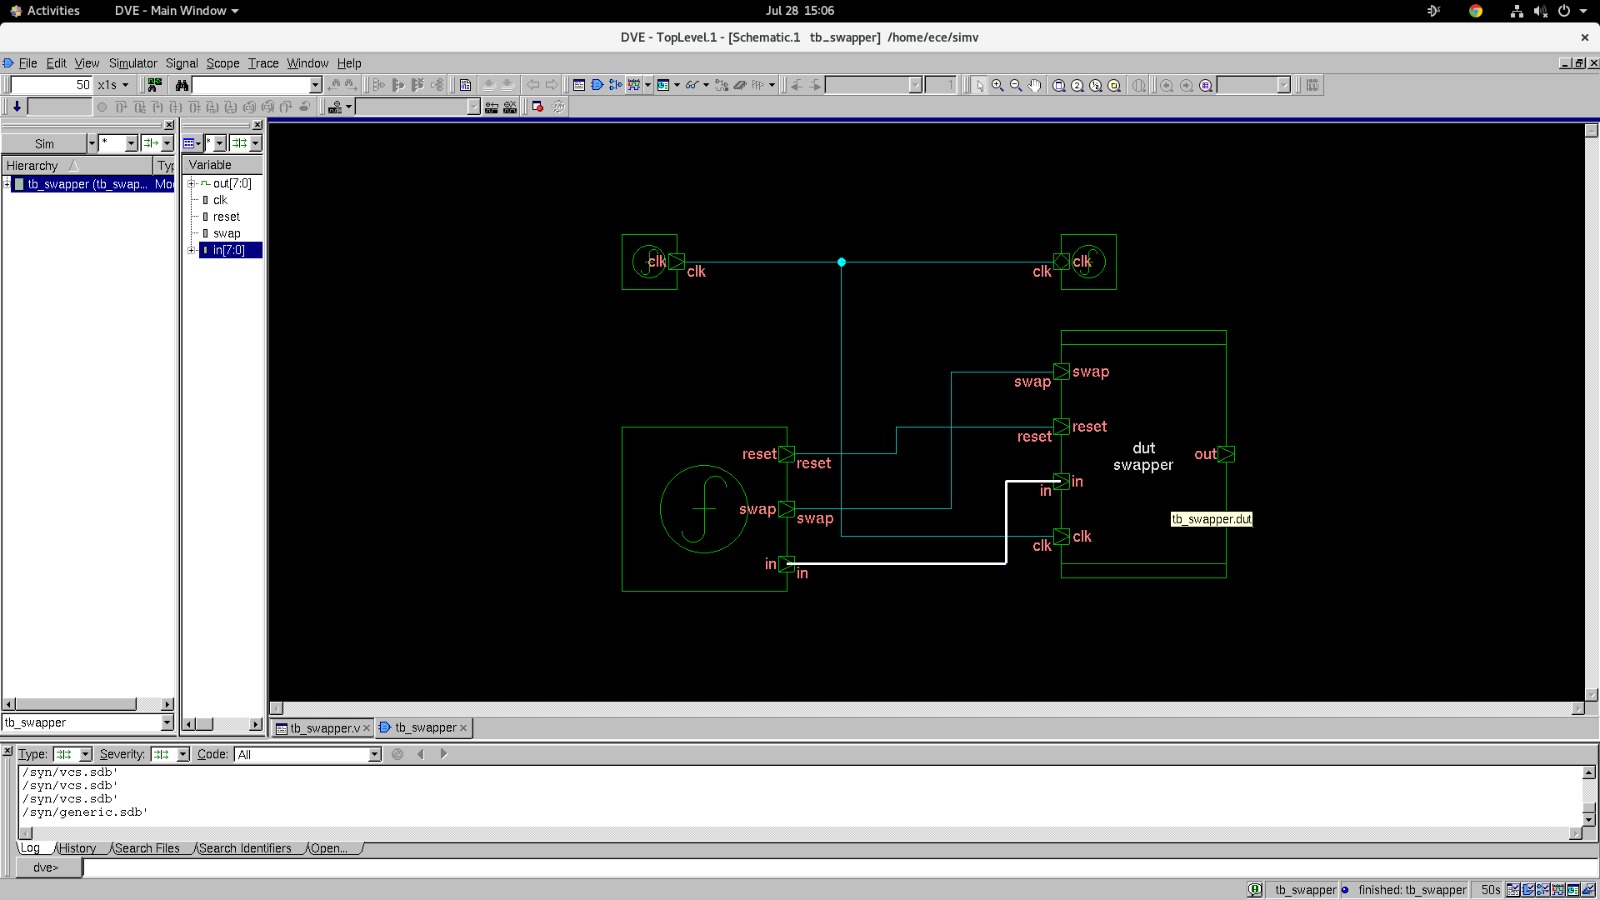 Activities DVE - Main Window Jul 28 15:06
DVE - TopLevel.1 - [Schematic.1 tb_swapper] /home/ece/simv
File Edit View Simulator Signal Scope Trace Window Help
50 x1s
1
Sim * *
Hierarchy Typ Variable
tb_swapper (tb_swap... Mo
out[7:0]
clk
reset
swap
in[7:0]
clk clk clk clk
swap swap
reset reset
dut
swapper
out
reset reset
in in
swap swap
tb_swapper.dut
clk clk
in in
tb_swapper
tb_swapper.v tb_swapper
Type: Severity: Code: All
/syn/vcs.sdb'
/syn/vcs.sdb'
/syn/vcs.sdb'
/syn/generic.sdb'
Log History Search Files Search Identifiers Open...
dve>
tb_swapper finished: tb_swapper 50s